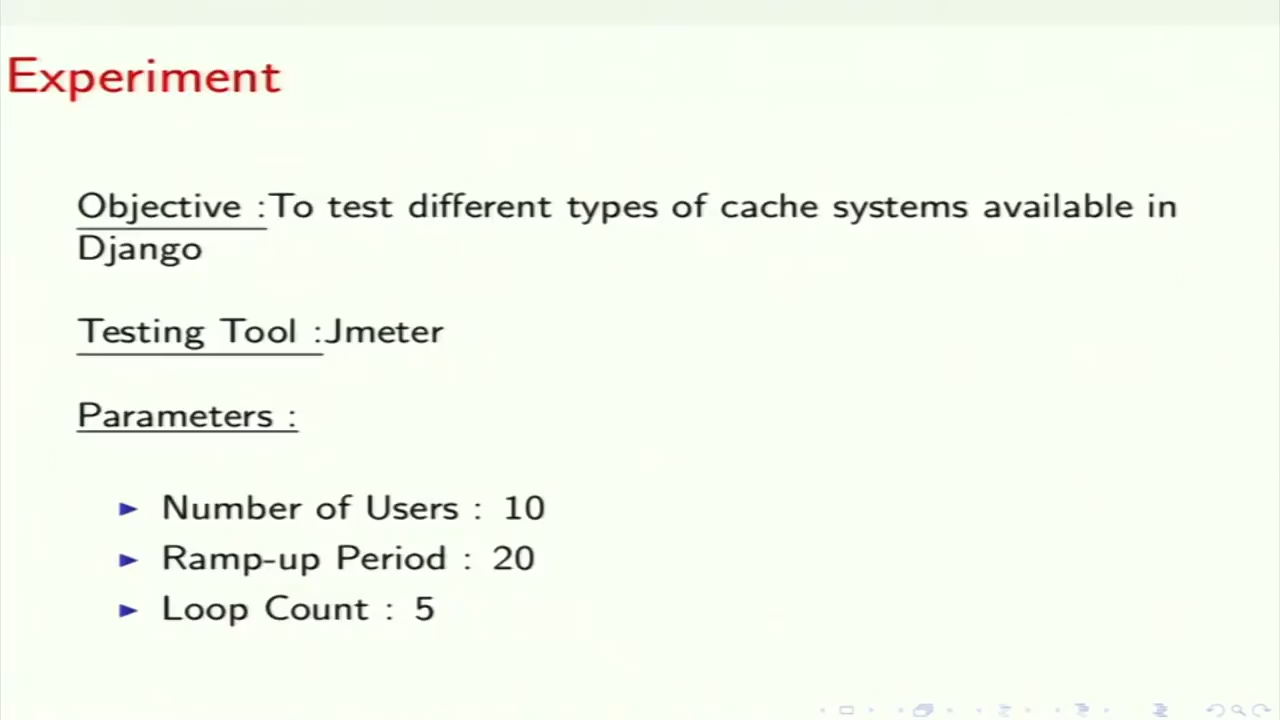 Experiment
Objective :To test different types of cache systems available in
Django
Testing Tool :Jmeter
Parameters :
Number of Users : 10
Ramp-up Period : 20
Loop Count : 5